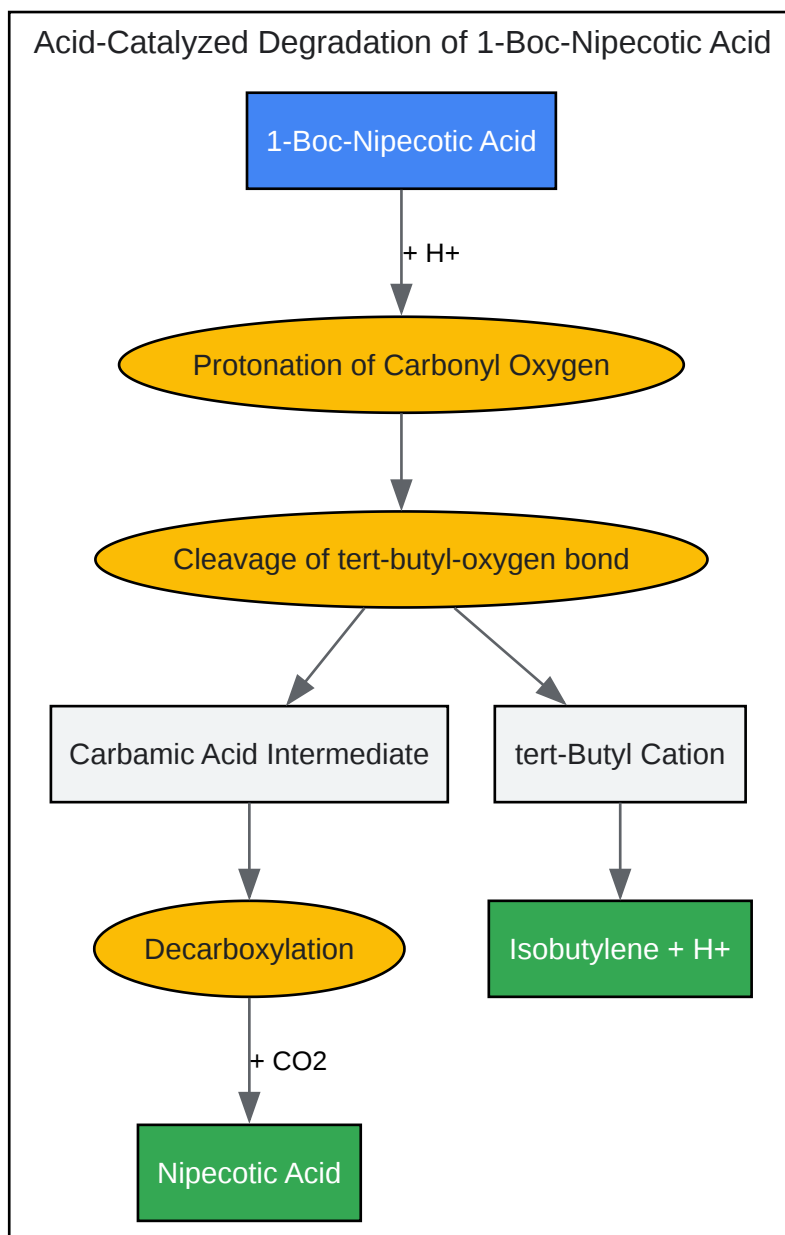 Acid-Catalyzed Degradation of 1-Boc-Nipecotic Acid
1-Boc-Nipecotic Acid
+ H+
Protonation of Carbonyl Oxygen
Cleavage of tert-butyl-oxygen bond
Carbamic Acid Intermediate
tert-Butyl Cation
Decarboxylation
Isobutylene + H+
+ CO2
Nipecotic Acid